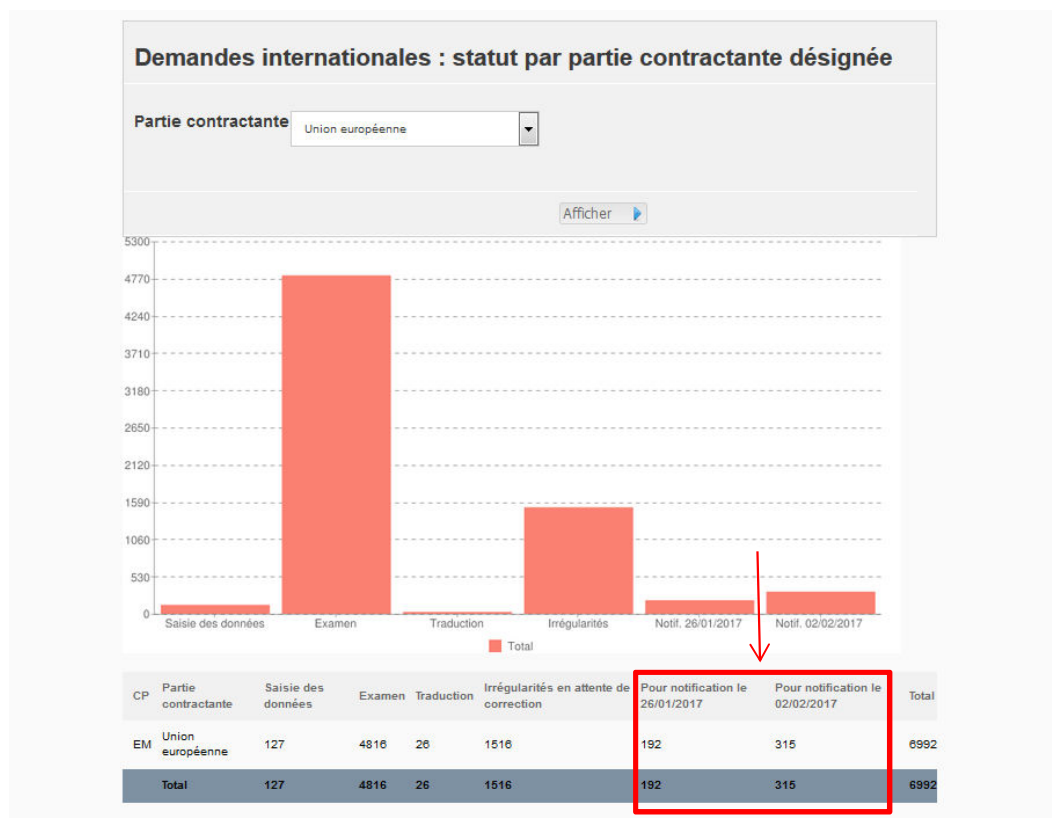 Demandes internationales : statut par partie contractante désignée
Partie contractante Union européenne
Afficher
5300
4770
4240
3710
3180
2650
2120
1590
1060
530
0
Saisie des données Examen Traduction Irrégularités Notif. 26/01/2017 Notif. 02/02/2017
Total
CP Partie contractante Saisie des données Examen Traduction Irrégularités en attente de correction Pour notification le 26/01/2017 Pour notification le 02/02/2017 Total
EM Union européenne 127 4816 26 1516 192 315 6992
Total 127 4816 26 1516 192 315 6992